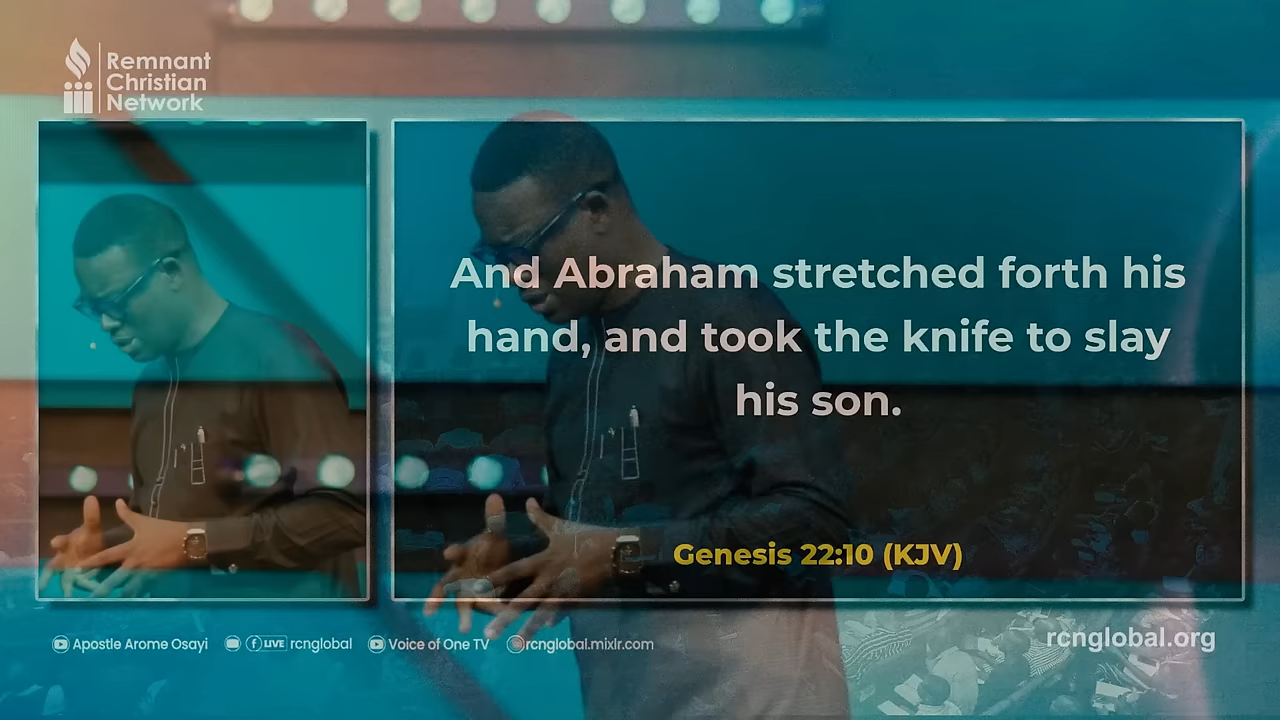 Remnant
Christian
Network
And Abraham stretched forth his
hand, and took the knife to slay
his son.
Genesis 22:10 (KJV)
Apostle Arome Osayi
LIVE rcnglobal
Voice of One TV
rcnglobal.mixlr.com
rcnglobal.org